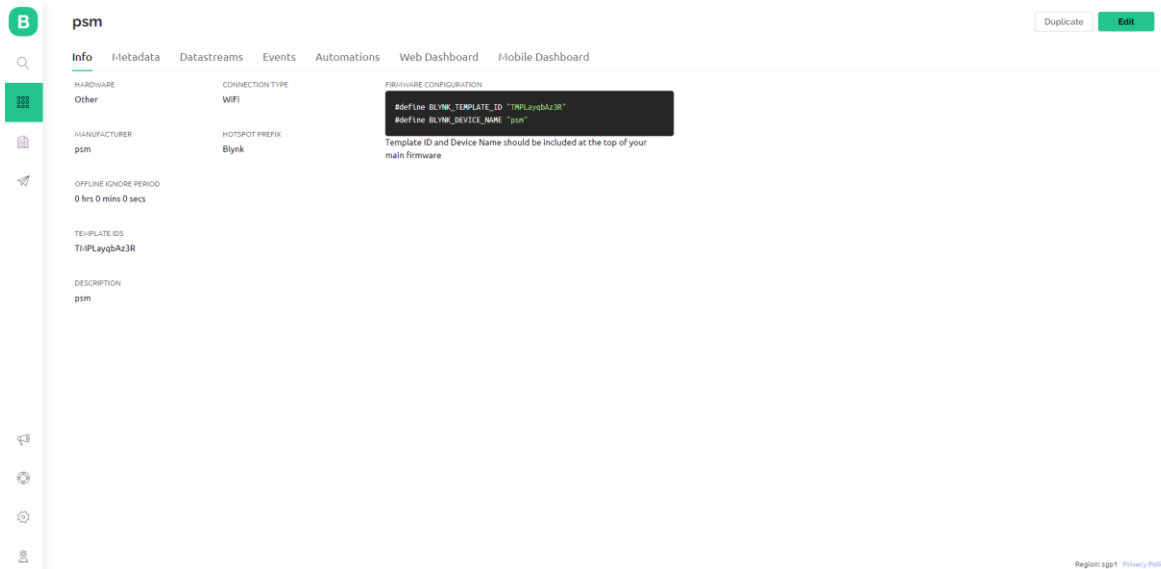 B
psm
Duplicate
Edit
Info Metadata Datastreams Events Automations Web Dashboard Mobile Dashboard
HARDWARE
Other
CONNECTION TYPE
WiFi
FIRMWARE CONFIGURATION
#define BLYNK_TEMPLATE_ID "TMPLayqbAz3R"
#define BLYNK_DEVICE_NAME "psm"
Template ID and Device Name should be included at the top of your
main firmware
MANUFACTURER
psm
HOTSPOT PREFIX
Blynk
OFFLINE IGNORE PERIOD
0 hrs 0 mins 0 secs
TEMPLATE IDS
TMPLayqbAz3R
DESCRIPTION
psm
Region: sgp1 Privacy Poli